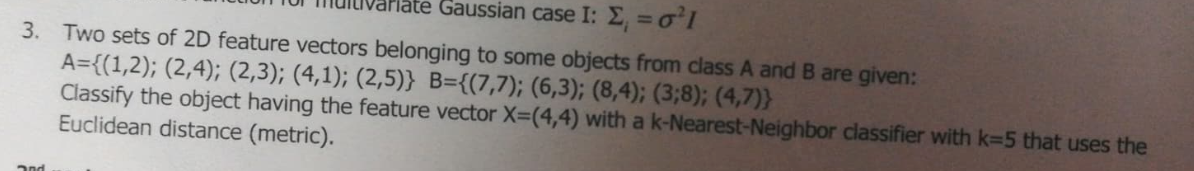 multivariate Gaussian case I: Σᵢ = σ²I
3. Two sets of 2D feature vectors belonging to some objects from class A and B are given:
A={(1,2); (2,4); (2,3); (4,1); (2,5)} B={(7,7); (6,3); (8,4); (3;8); (4,7)}
Classify the object having the feature vector X=(4,4) with a k-Nearest-Neighbor classifier with k=5 that uses the
Euclidean distance (metric).